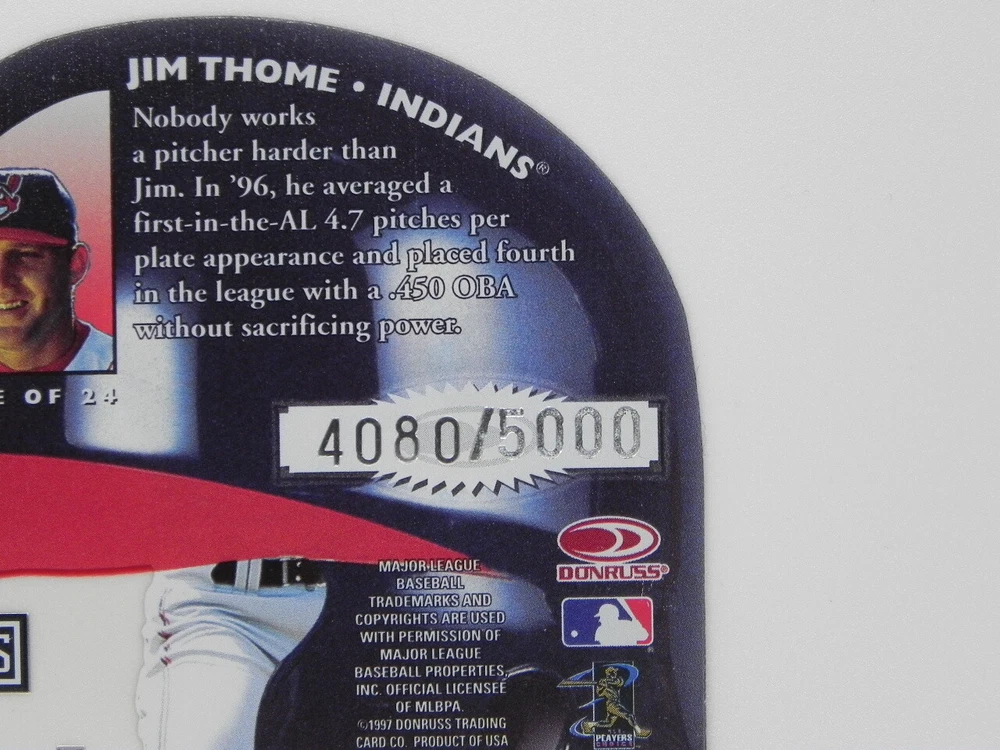 JIM THOME • INDIANS®
Nobody works
a pitcher harder than
Jim. In ’96, he averaged a
first-in-the-AL 4.7 pitches per
plate appearance and placed fourth
in the league with a .450 OBA
without sacrificing power.
E OF 24
4080/5000
DONRUSS®
MAJOR LEAGUE
BASEBALL
TRADEMARKS AND
COPYRIGHTS ARE USED
WITH PERMISSION OF
MAJOR LEAGUE
BASEBALL PROPERTIES,
INC. OFFICIAL LICENSEE
OF MLBPA.
©1997 DONRUSS TRADING
CARD CO. PRODUCT OF USA
S
PLAYERS
CHOICE